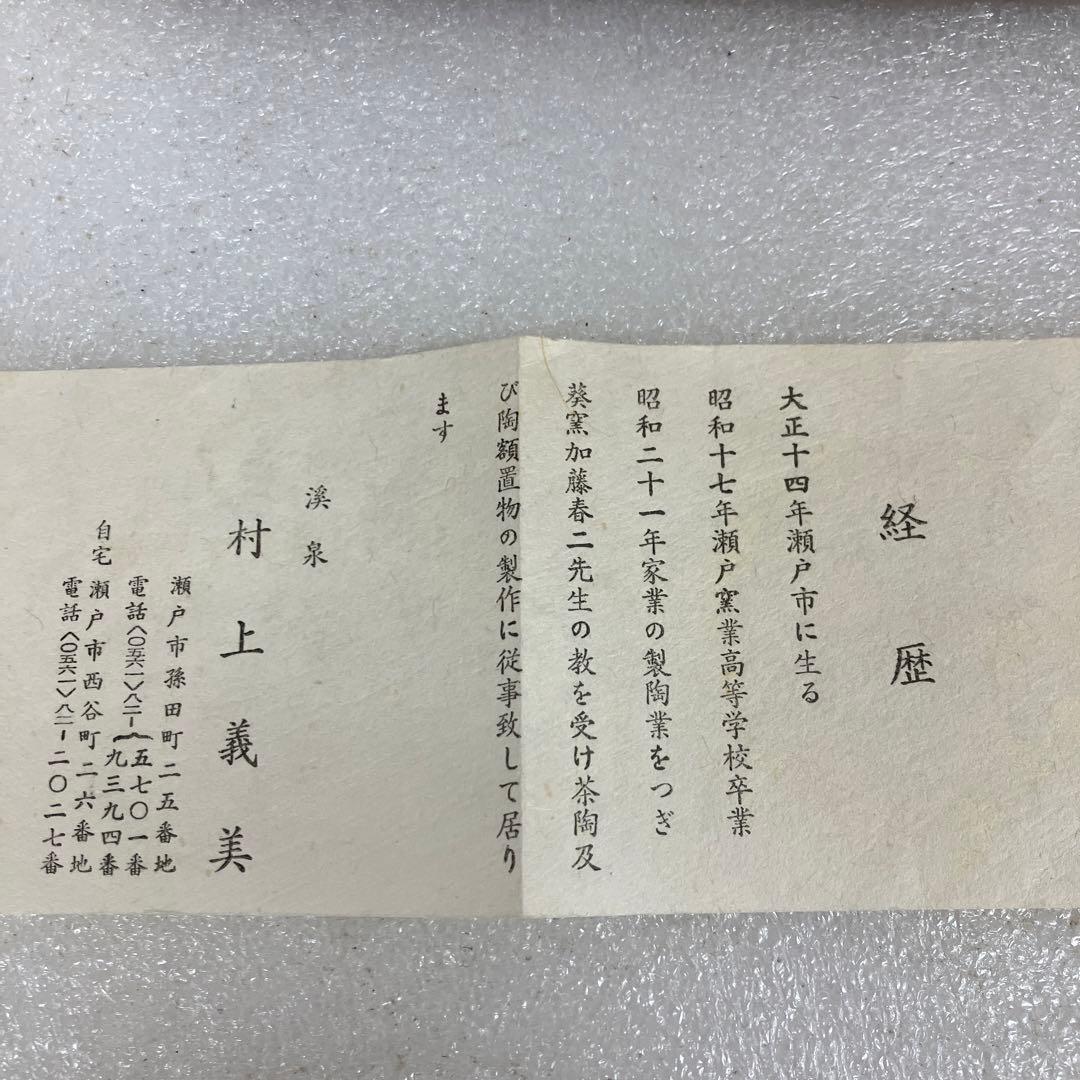 経歴
大正十四年瀬戸市に生る
昭和十七年瀬戸窯業高等学校卒業
昭和二十一年家業の製陶業をつぎ
葵窯加藤春二先生の教を受け茶陶及
び陶額置物の製作に従事致して居り
ます
溪泉
村上義美
瀬戸市孫田町二五番地
電話〈〇五六一〉八二-五七〇一番
九三九四番
自宅 瀬戸市西谷町二六番地
電話〈〇五六一〉八二-二〇二七番